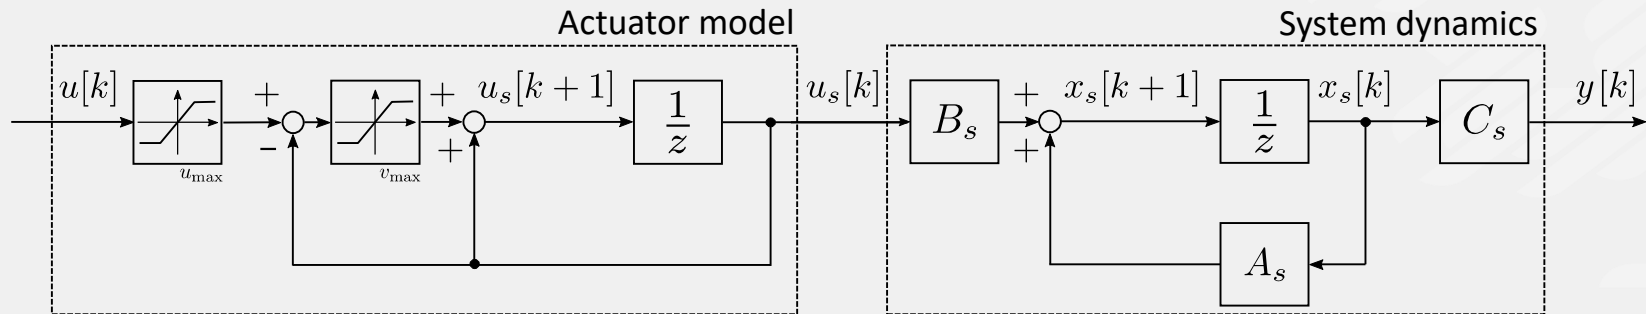 Actuator model
System dynamics
u[k]
+
−
u_max
v_max
+
+
u_s[k + 1]
1/z
u_s[k]
B_s
+
+
x_s[k + 1]
1/z
x_s[k]
C_s
y[k]
A_s